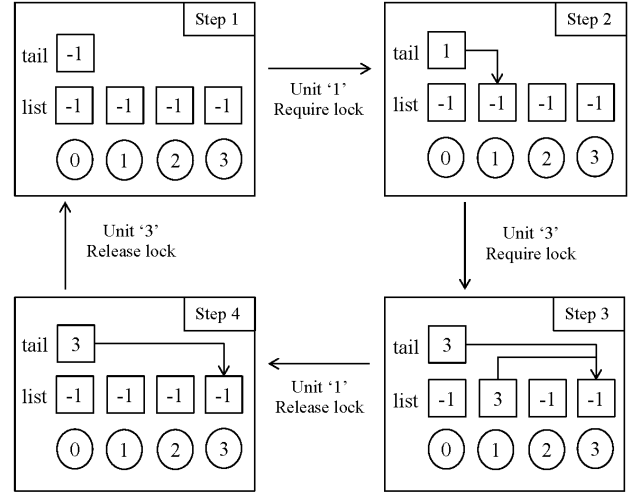 Step 1
tail -1
list -1 -1 -1 -1
0 1 2 3
Unit ‘1’
Require lock
Step 2
tail 1
list -1 -1 -1 -1
0 1 2 3
Unit ‘3’
Release lock
Unit ‘3’
Require lock
Step 4
tail 3
list -1 -1 -1 -1
0 1 2 3
Unit ‘1’
Release lock
Step 3
tail 3
list -1 3 -1 -1
0 1 2 3